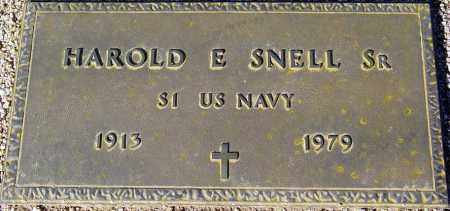 HAROLD E SNELL SR
S1 US NAVY
1913 1979